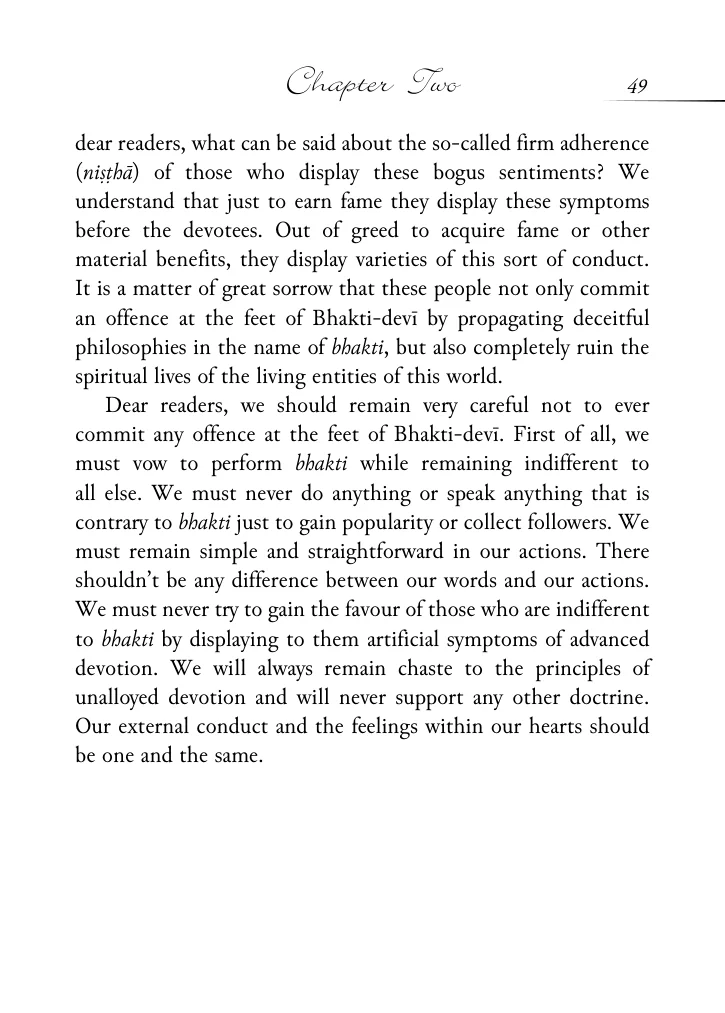 Chapter Two 49
dear readers, what can be said about the so-called firm adherence
(niṣṭhā) of those who display these bogus sentiments? We
understand that just to earn fame they display these symptoms
before the devotees. Out of greed to acquire fame or other
material benefits, they display varieties of this sort of conduct.
It is a matter of great sorrow that these people not only commit
an offence at the feet of Bhakti-devī by propagating deceitful
philosophies in the name of bhakti, but also completely ruin the
spiritual lives of the living entities of this world.
Dear readers, we should remain very careful not to ever
commit any offence at the feet of Bhakti-devī. First of all, we
must vow to perform bhakti while remaining indifferent to
all else. We must never do anything or speak anything that is
contrary to bhakti just to gain popularity or collect followers. We
must remain simple and straightforward in our actions. There
shouldn’t be any difference between our words and our actions.
We must never try to gain the favour of those who are indifferent
to bhakti by displaying to them artificial symptoms of advanced
devotion. We will always remain chaste to the principles of
unalloyed devotion and will never support any other doctrine.
Our external conduct and the feelings within our hearts should
be one and the same.